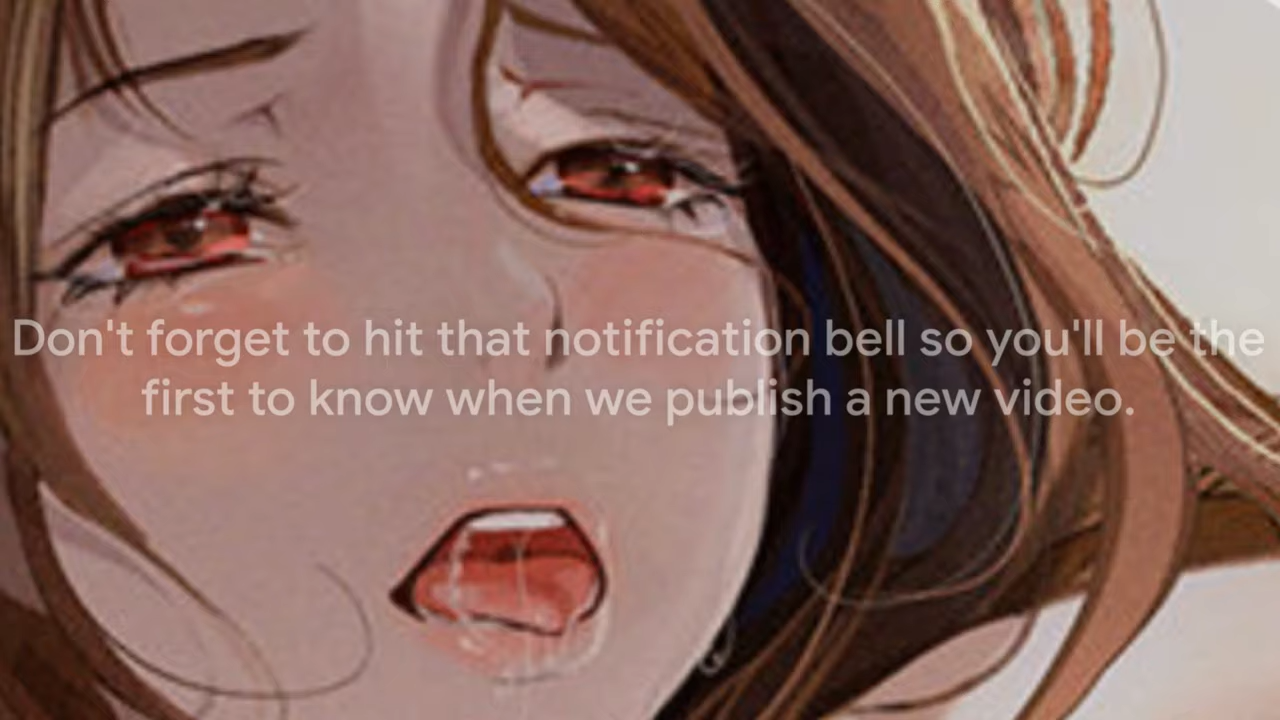 Don't forget to hit that notification bell so you'll be the
first to know when we publish a new video.